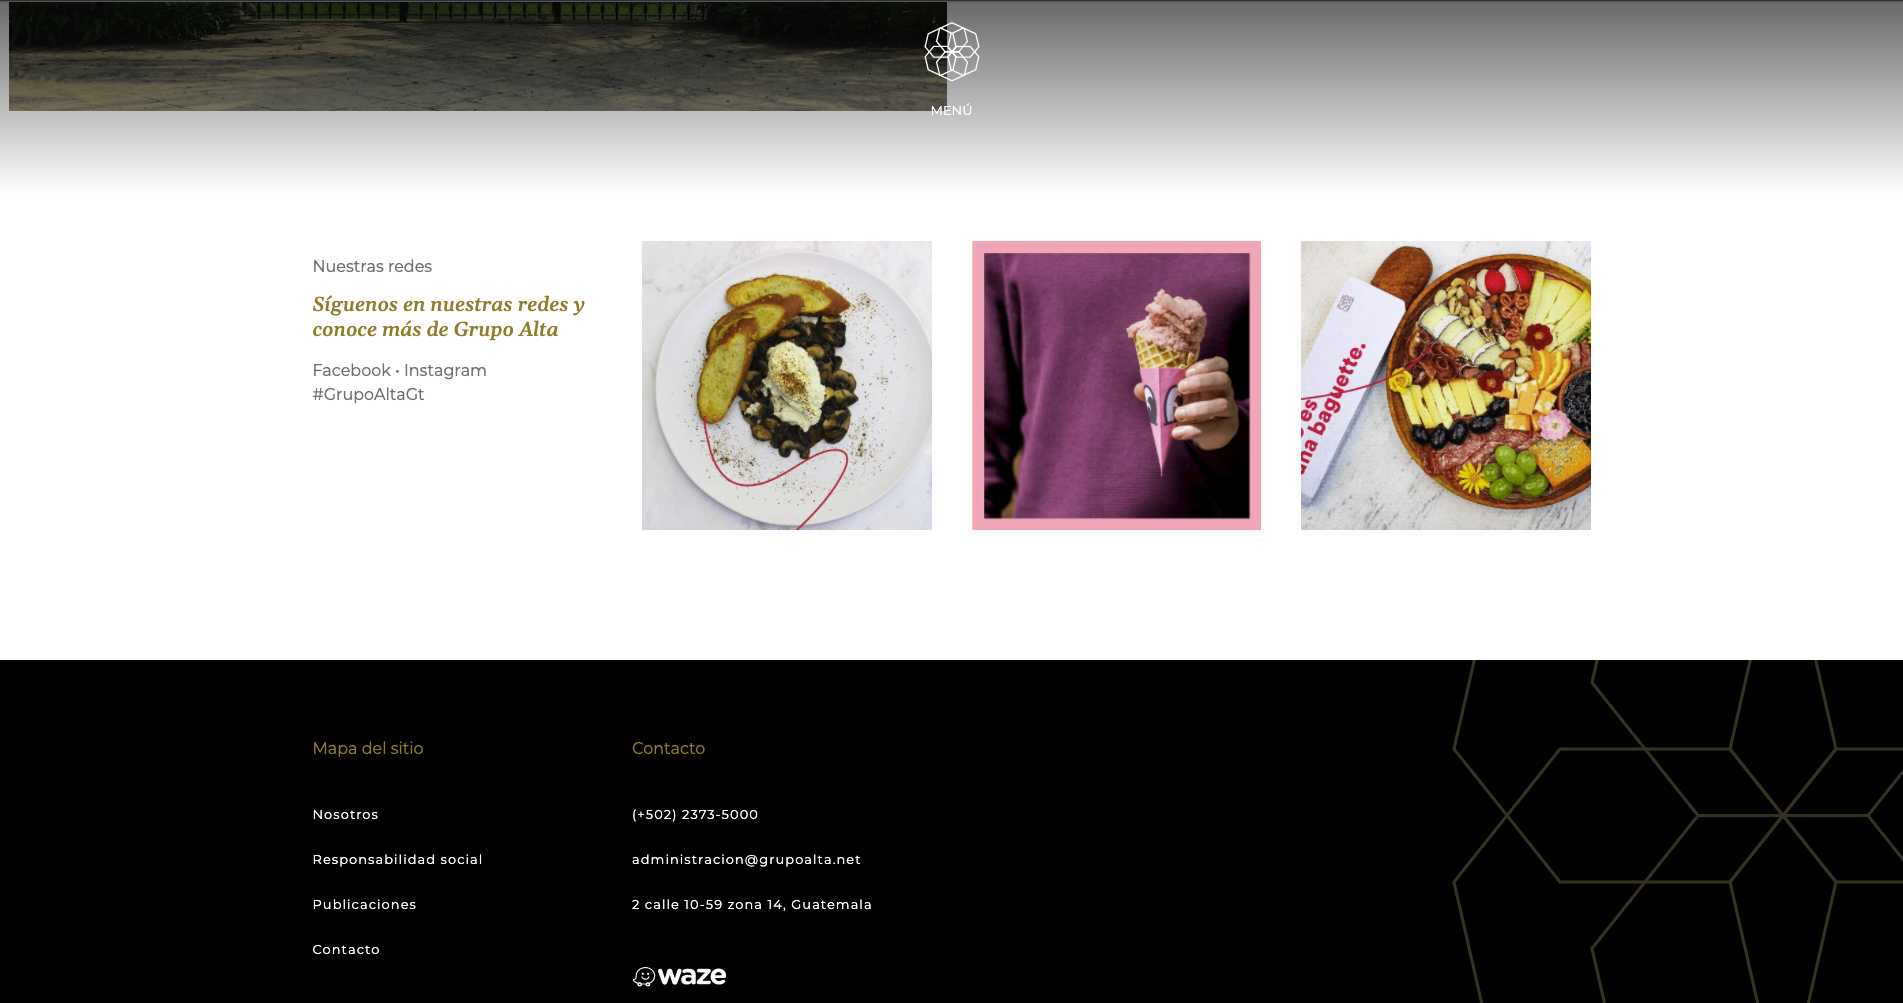 MENÚ
Nuestras redes
Síguenos en nuestras redes y
conoce más de Grupo Alta
Facebook • Instagram
#GrupoAltaGt
es
na baguette.
Mapa del sitio
Contacto
Nosotros
(+502) 2373-5000
Responsabilidad social
administracion@grupoalta.net
Publicaciones
2 calle 10-59 zona 14, Guatemala
Contacto
waze